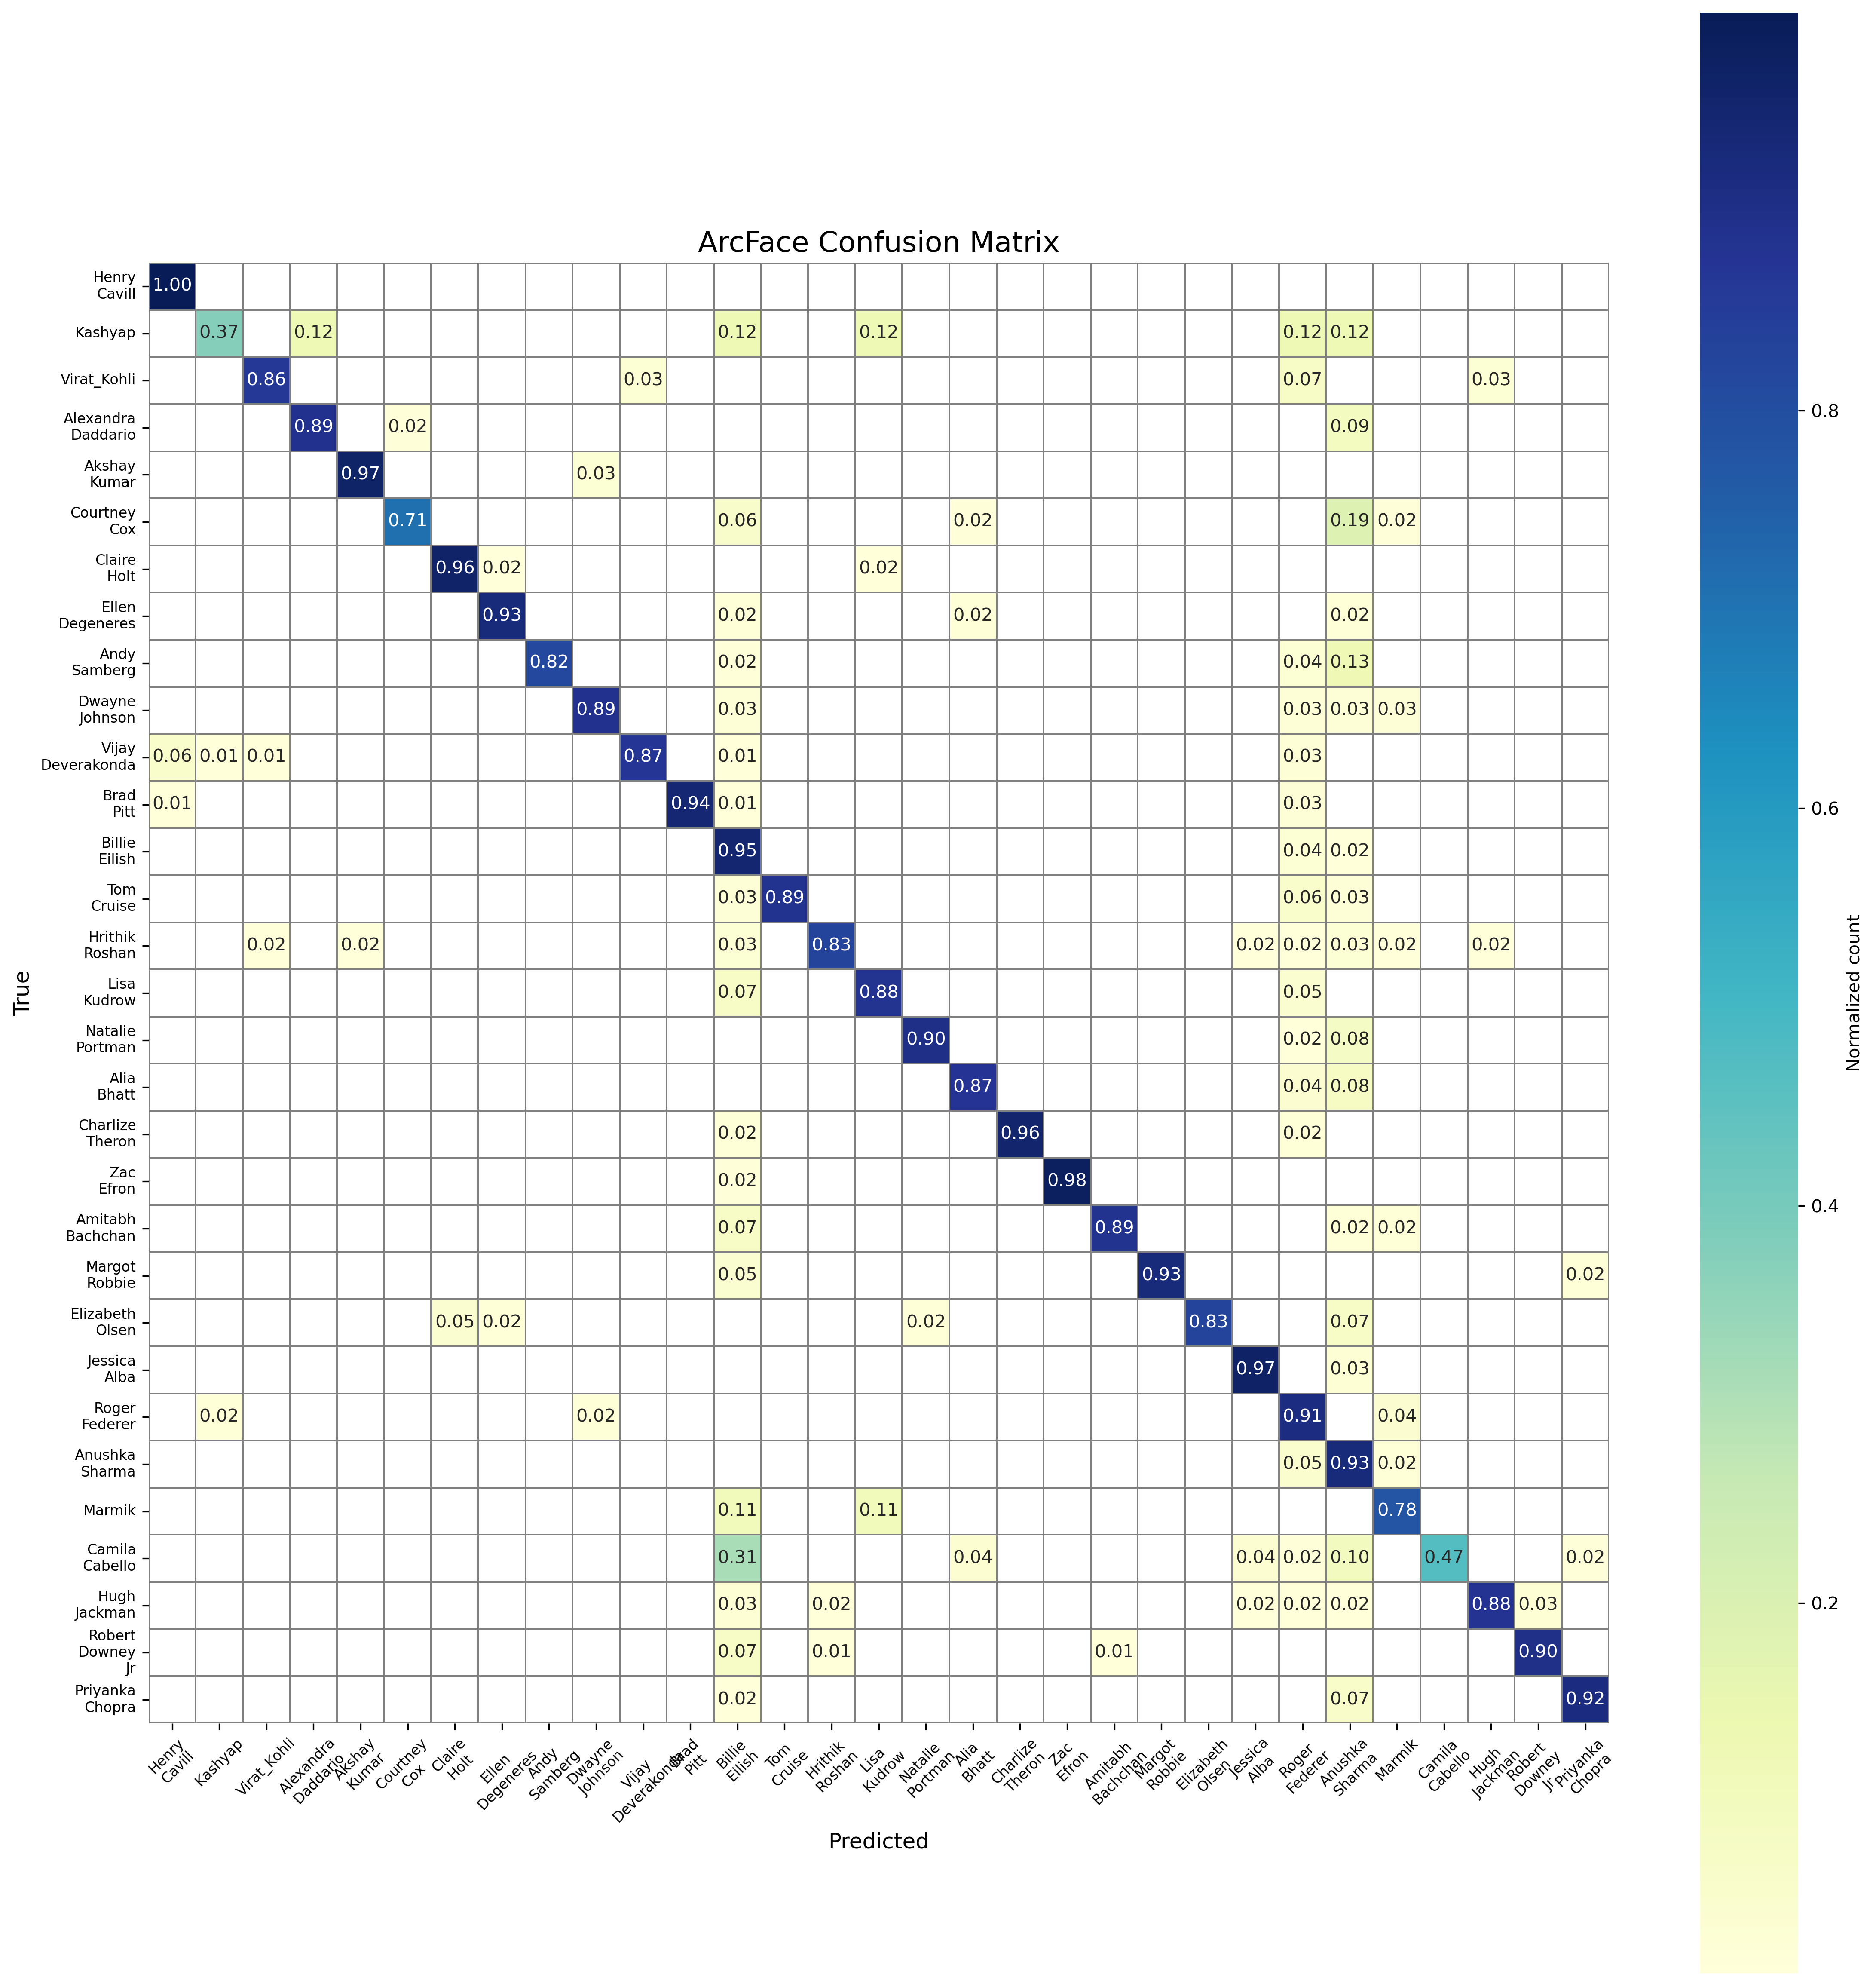 ArcFace Confusion Matrix
Henry
Cavill
1.00
Kashyap
0.37 0.12 0.12 0.12 0.12 0.12
Virat_Kohli
0.86 0.03 0.07 0.03
Alexandra
Daddario
0.89 0.02 0.09
Akshay
Kumar
0.97 0.03
Courtney
Cox
0.71 0.06 0.02 0.19 0.02
Claire
Holt
0.96 0.02 0.02
Ellen
Degeneres
0.93 0.02 0.02 0.02
Andy
Samberg
0.82 0.02 0.04 0.13
Dwayne
Johnson
0.89 0.03 0.03 0.03 0.03
Vijay
Deverakonda
0.06 0.01 0.01 0.87 0.01 0.03
Brad
Pitt
0.01 0.94 0.01 0.03
Billie
Eilish
0.95 0.04 0.02
Tom
Cruise
0.03 0.89 0.06 0.03
Hrithik
Roshan
0.02 0.02 0.03 0.83 0.02 0.02 0.03 0.02 0.02
Lisa
Kudrow
0.07 0.88 0.05
Natalie
Portman
0.90 0.02 0.08
Alia
Bhatt
0.87 0.04 0.08
Charlize
Theron
0.02 0.96 0.02
Zac
Efron
0.02 0.98
Amitabh
Bachchan
0.07 0.89 0.02 0.02
Margot
Robbie
0.05 0.93 0.02
Elizabeth
Olsen
0.05 0.02 0.02 0.83 0.07
Jessica
Alba
0.97 0.03
Roger
Federer
0.02 0.02 0.91 0.04
Anushka
Sharma
0.05 0.93 0.02
Marmik
0.11 0.11 0.78
Camila
Cabello
0.31 0.04 0.04 0.02 0.10 0.47 0.02
Hugh
Jackman
0.03 0.02 0.02 0.02 0.02 0.88 0.03
Robert
Downey
Jr
0.07 0.01 0.01 0.90
Priyanka
Chopra
0.02 0.07 0.92
True
Henry
Cavill
Kashyap
Virat_Kohli
Alexandra
Daddario
Akshay
Kumar
Courtney
Cox
Claire
Holt
Ellen
Degeneres
Andy
Samberg
Dwayne
Johnson
Vijay
Deverakonda
Brad
Pitt
Billie
Eilish
Tom
Cruise
Hrithik
Roshan
Lisa
Kudrow
Natalie
Portman
Alia
Bhatt
Charlize
Theron
Zac
Efron
Amitabh
Bachchan
Margot
Robbie
Elizabeth
Olsen
Jessica
Alba
Roger
Federer
Anushka
Sharma
Marmik
Camila
Cabello
Hugh
Jackman
Robert
Downey
Jr
Priyanka
Chopra
Predicted
0.8
0.6
0.4
0.2
Normalized count